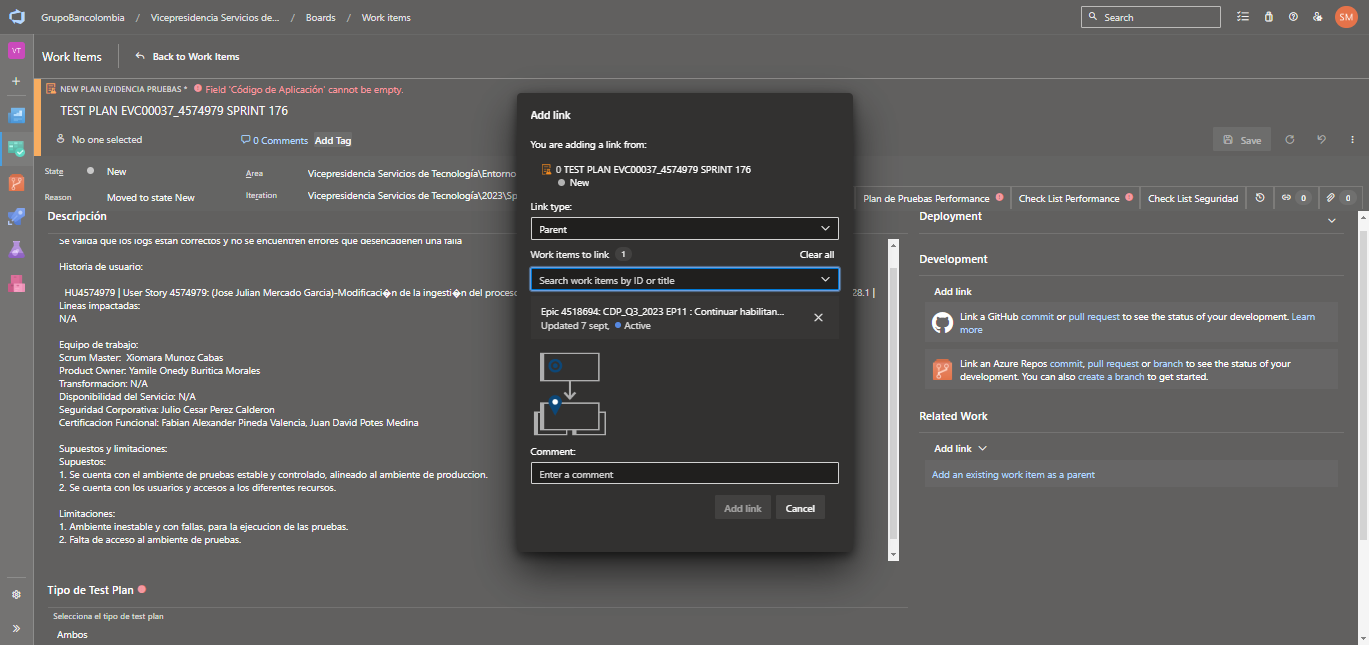 GrupoBancolombia / Vicepresidencia Servicios de... / Boards / Work items
Search
SM
VT
Work Items
Back to Work Items
NEW PLAN EVIDENCIA PRUEBAS * Field 'Código de Aplicación' cannot be empty.
TEST PLAN EVC00037_4574979 SPRINT 176
No one selected
0 Comments
Add Tag
Save
State
New
Area
Vicepresidencia Servicios de Tecnología\Entorno
Reason
Moved to state New
Iteration
Vicepresidencia Servicios de Tecnología\2023\Sp
Plan de Pruebas Performance
Check List Performance
Check List Seguridad
0
0
Descripción
Se valida que los logs estan correctos y no se encuentren errores que desencadenen una falla
Historia de usuario:
HU4574979 | User Story 4574979: (Jose Julian Mercado Garcia)-Modificaci�n de la ingesti�n del proceso
28.1 |
Lineas impactadas:
N/A
Equipo de trabajo:
Scrum Master: Xiomara Munoz Cabas
Product Owner: Yamile Onedy Buritica Morales
Transformacion: N/A
Disponibilidad del Servicio: N/A
Seguridad Corporativa: Julio Cesar Perez Calderon
Certificacion Funcional: Fabian Alexander Pineda Valencia, Juan David Potes Medina
Supuestos y limitaciones:
Supuestos:
1. Se cuenta con el ambiente de pruebas estable y controlado, alineado al ambiente de produccion.
2. Se cuenta con los usuarios y accesos a los diferentes recursos.
Limitaciones:
1. Ambiente inestable y con fallas, para la ejecucion de las pruebas.
2. Falta de acceso al ambiente de pruebas.
Tipo de Test Plan
Selecciona el tipo de test plan
Ambos
Add link
You are adding a link from:
0 TEST PLAN EVC00037_4574979 SPRINT 176
New
Link type:
Parent
Work items to link 1
Clear all
Search work items by ID or title
Epic 4518694: CDP_Q3_2023 EP11 : Continuar habilitan...
Updated 7 sept, Active
Comment:
Enter a comment
Add link
Cancel
Deployment
Development
Add link
Link a GitHub commit or pull request to see the status of your development. Learn
more
Link an Azure Repos commit, pull request or branch to see the status of your
development. You can also create a branch to get started.
Related Work
Add link
Add an existing work item as a parent